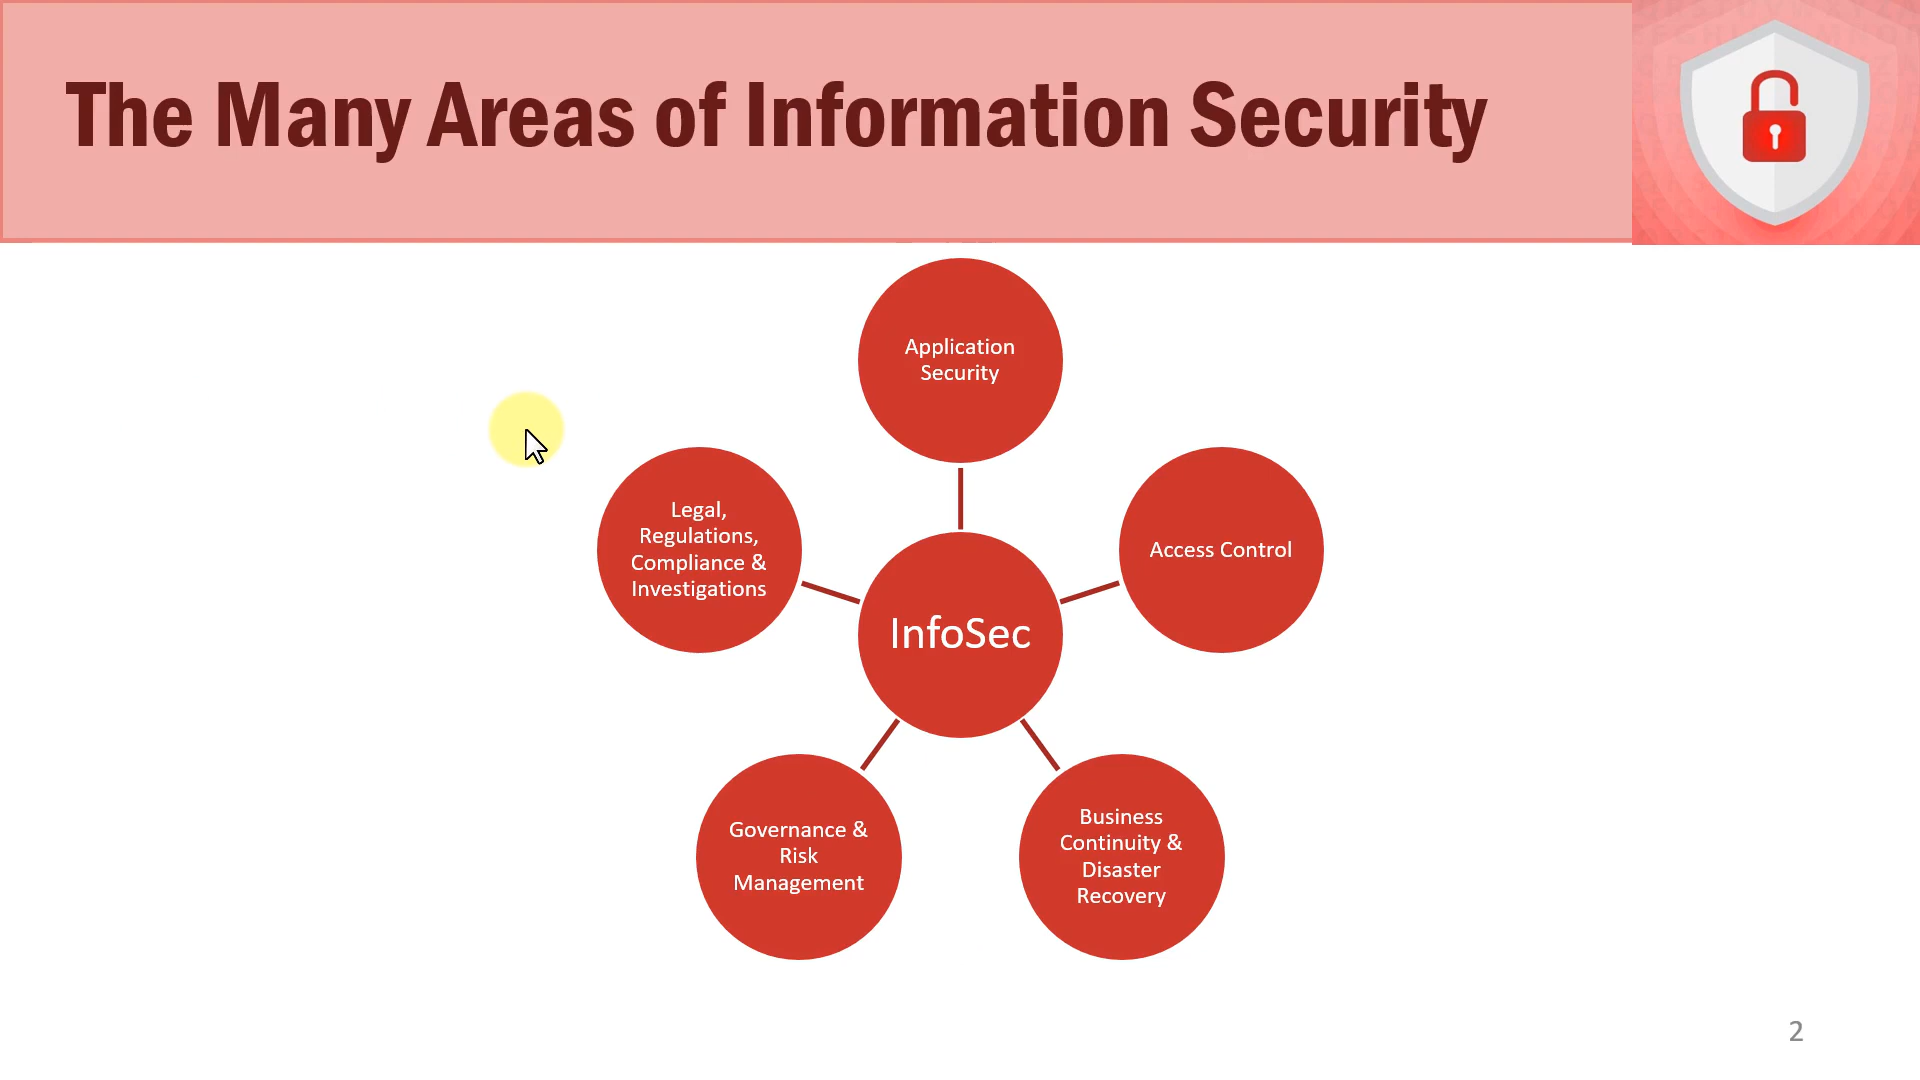 The Many Areas of Information Security
Application
Security
Legal,
Regulations,
Compliance &
Investigations
Access Control
InfoSec
Governance &
Risk
Management
Business
Continuity &
Disaster
Recovery
2